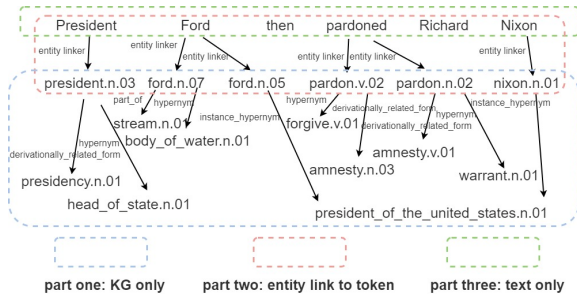 President Ford then pardoned Richard Nixon
entity linker entity linker entity linker entity linker entity linker entity linker
president.n.03 ford.n.07 ford.n.05 pardon.v.02 pardon.n.02 nixon.n.01
part_of hypernym hypernym derivationally_related_form instance_hypernym
stream.n.01 instance_hypernym forgive.v.01 hypernym
derivationally_related_form
body_of_water.n.01
hypernym amnesty.v.01
derivationally_related_form
amnesty.n.03
presidency.n.01 warrant.n.01
head_of_state.n.01
president_of_the_united_states.n.01
part one: KG only part two: entity link to token part three: text only